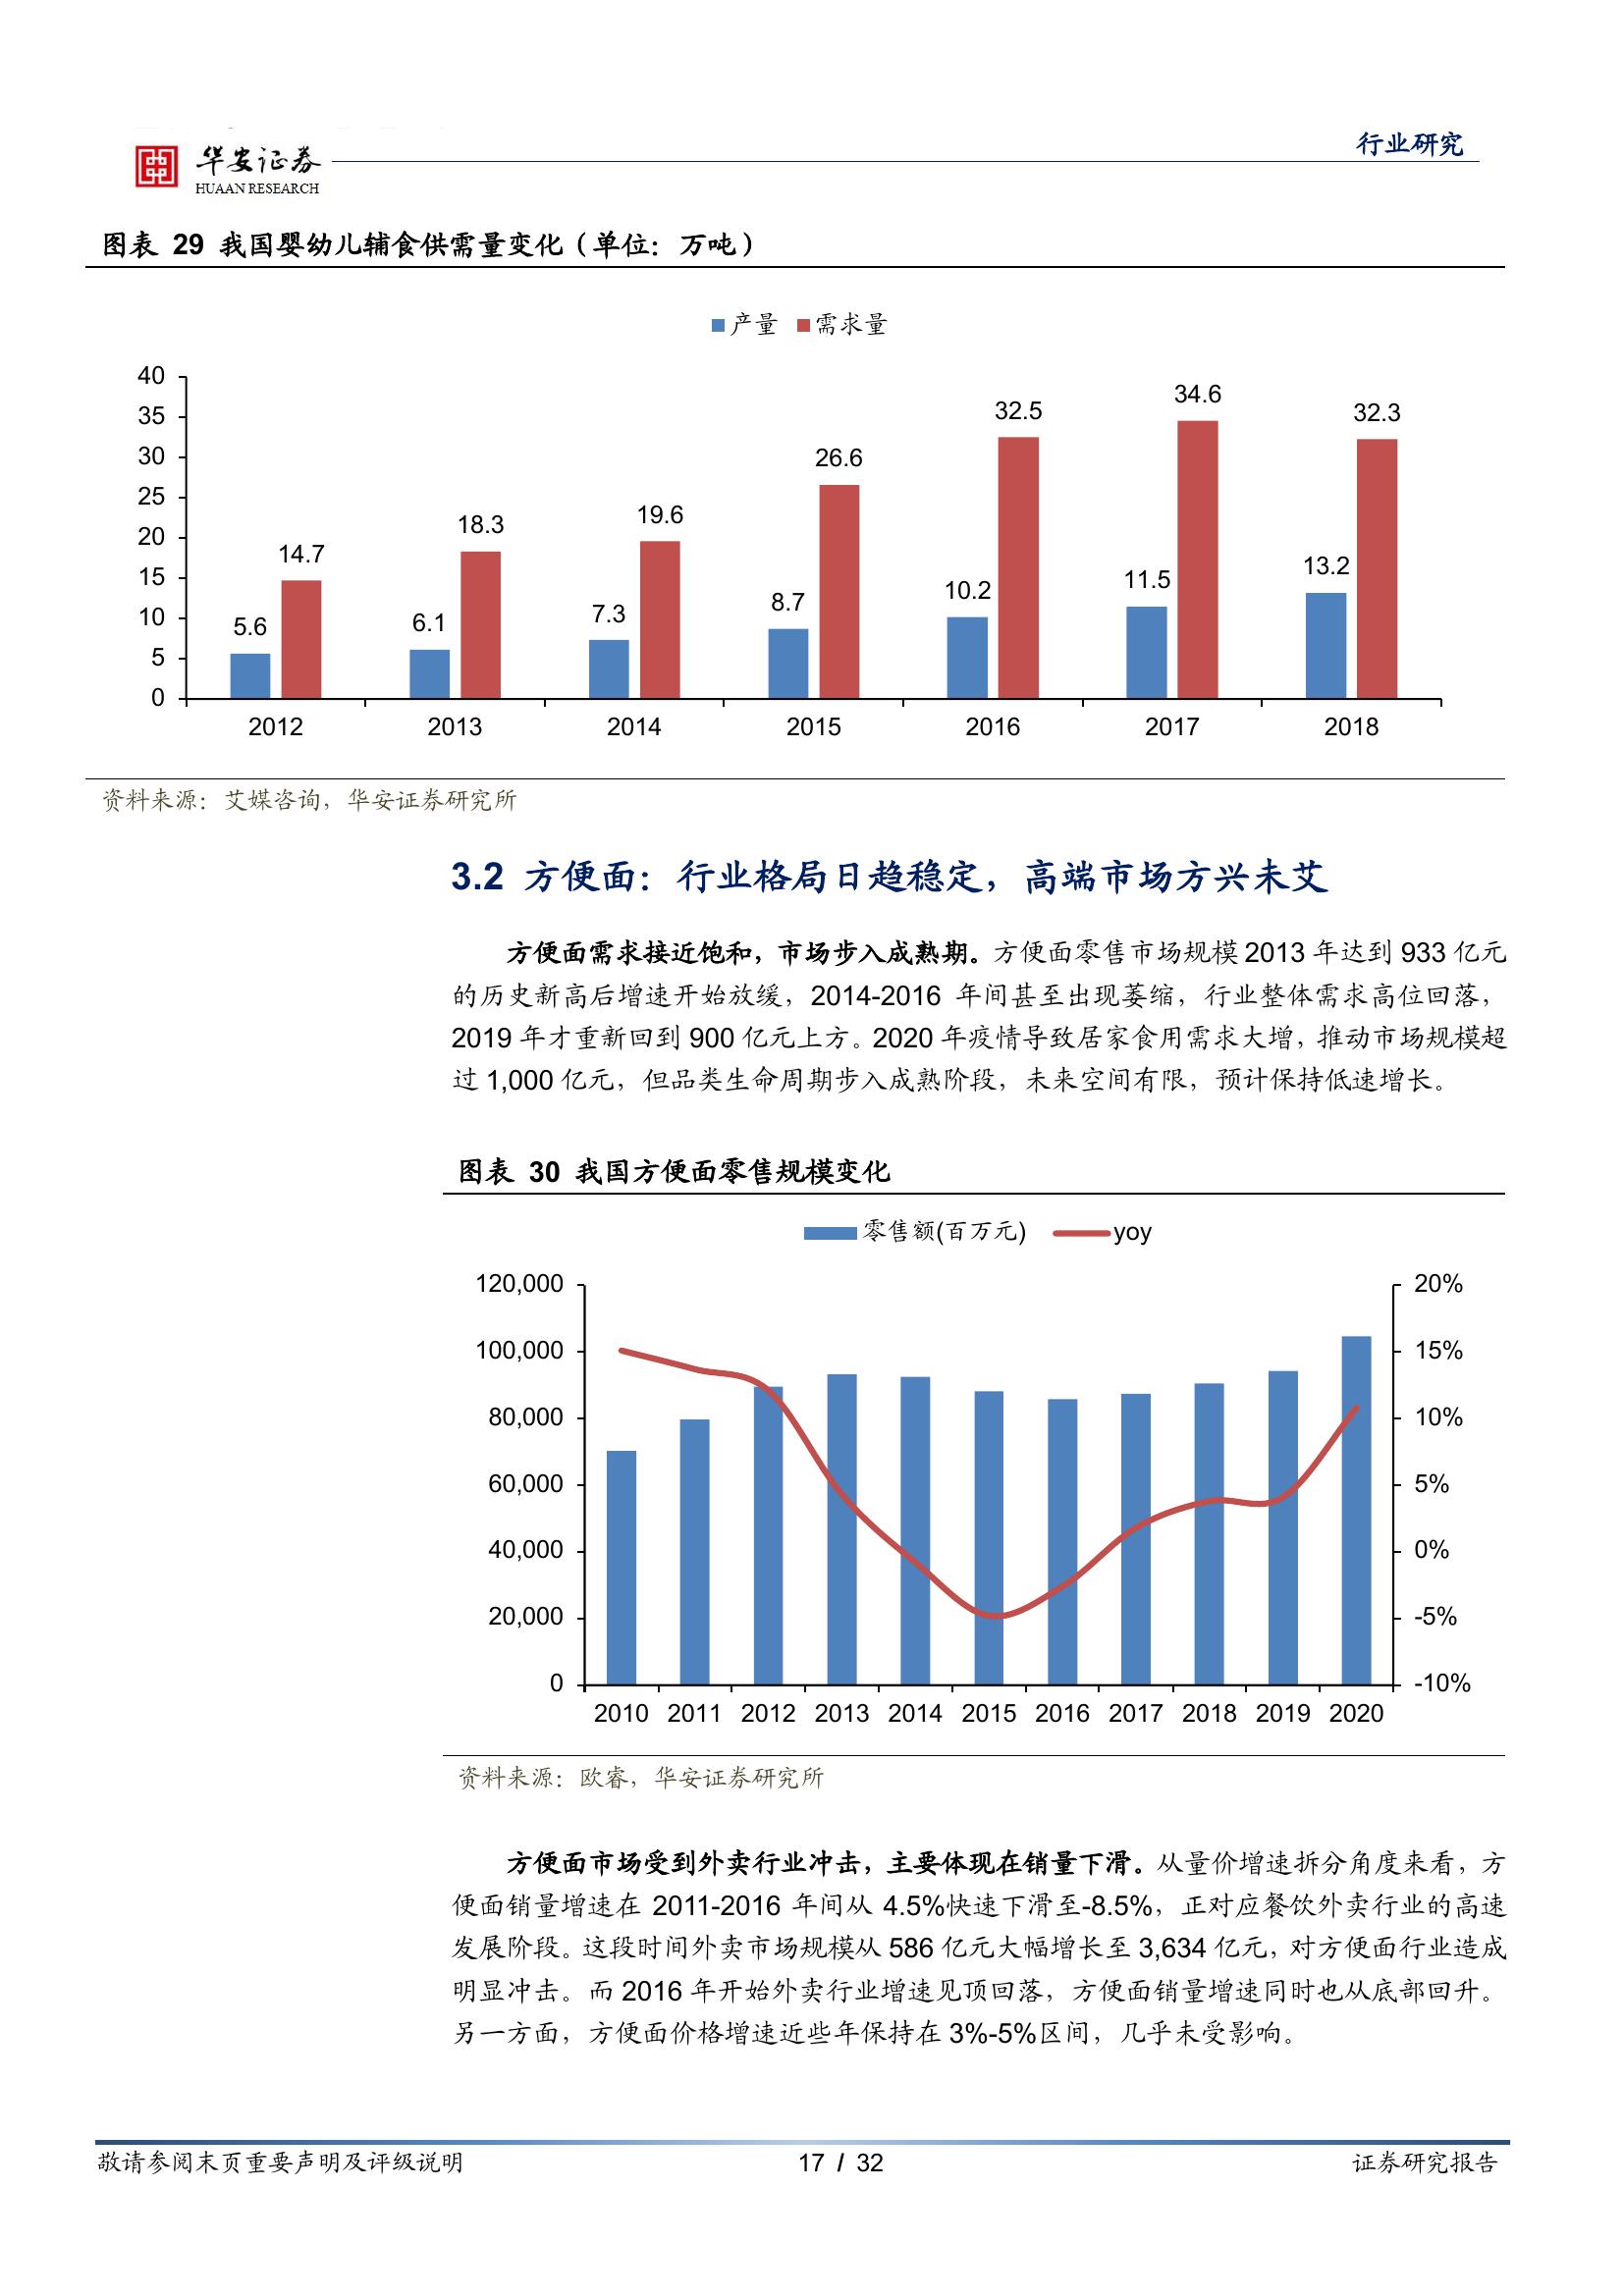 华安证券
HUAAN RESEARCH
行业研究
图表 29 我国婴幼儿辅食供需量变化（单位：万吨）
产量 需求量
40
35
30
25
20
15
10
5
0
5.6 14.7 6.1 18.3 7.3 19.6 8.7 26.6 10.2 32.5 11.5 34.6 13.2 32.3
2012 2013 2014 2015 2016 2017 2018
资料来源：艾媒咨询，华安证券研究所
3.2 方便面：行业格局日趋稳定，高端市场方兴未艾
方便面需求接近饱和，市场步入成熟期。方便面零售市场规模 2013 年达到 933 亿元
的历史新高后增速开始放缓，2014-2016 年间甚至出现萎缩，行业整体需求高位回落，
2019 年才重新回到 900 亿元上方。2020 年疫情导致居家食用需求大增，推动市场规模超
过 1,000 亿元，但品类生命周期步入成熟阶段，未来空间有限，预计保持低速增长。
图表 30 我国方便面零售规模变化
零售额(百万元) yoy
120,000
100,000
80,000
60,000
40,000
20,000
0
20%
15%
10%
5%
0%
-5%
-10%
2010 2011 2012 2013 2014 2015 2016 2017 2018 2019 2020
资料来源：欧睿，华安证券研究所
方便面市场受到外卖行业冲击，主要体现在销量下滑。从量价增速拆分角度来看，方
便面销量增速在 2011-2016 年间从 4.5%快速下滑至-8.5%，正对应餐饮外卖行业的高速
发展阶段。这段时间外卖市场规模从 586 亿元大幅增长至 3,634 亿元，对方便面行业造成
明显冲击。而 2016 年开始外卖行业增速见顶回落，方便面销量增速同时也从底部回升。
另一方面，方便面价格增速近些年保持在 3%-5%区间，几乎未受影响。
敬请参阅末页重要声明及评级说明 17 / 32 证券研究报告